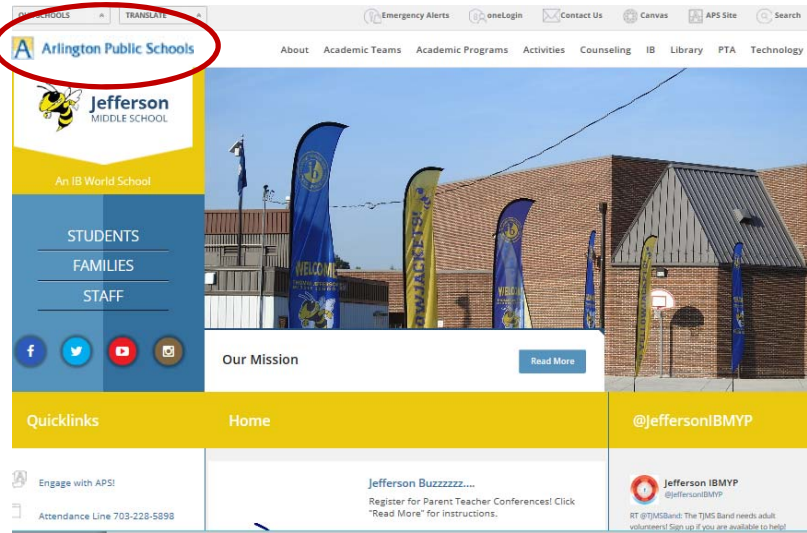 OUR SCHOOLS TRANSLATE Emergency Alerts oneLogin Contact Us Canvas APS Site Search
Arlington Public Schools About Academic Teams Academic Programs Activities Counseling IB Library PTA Technology
Jefferson
MIDDLE SCHOOL
An IB World School
STUDENTS
FAMILIES
STAFF
WELCOME
WELCOME
Our Mission Read More
Quicklinks Home @JeffersonIBMYP
Engage with APS!
Attendance Line 703-228-5898
Jefferson Buzzzzzz....
Register for Parent Teacher Conferences! Click
"Read More" for instructions.
Jefferson IBMYP
@JeffersonIBMYP
RT @TJMSBand: The TJMS Band needs adult
volunteers! Sign up if you are available to help!